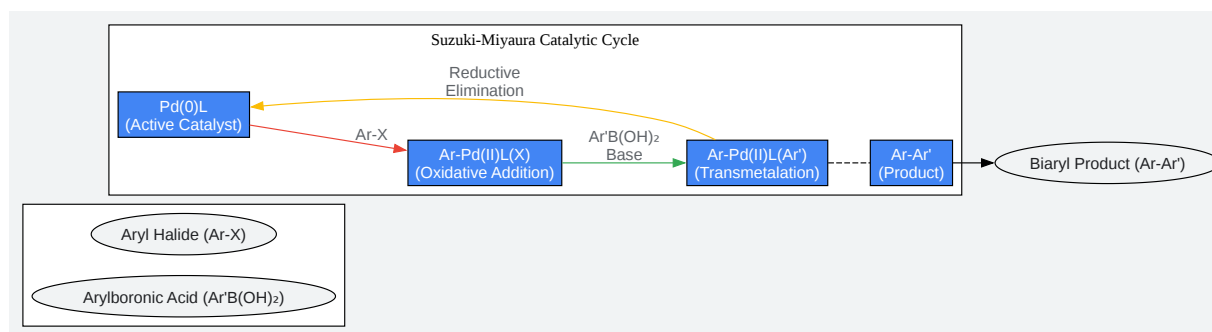 Suzuki-Miyaura Catalytic Cycle
Reductive
Elimination
Pd(0)L
(Active Catalyst)
Ar-X
Ar'B(OH)₂
Base
Ar-Pd(II)L(X)
(Oxidative Addition)
Ar-Pd(II)L(Ar')
(Transmetalation)
Ar-Ar'
(Product)
Biaryl Product (Ar-Ar')
Aryl Halide (Ar-X)
Arylboronic Acid (Ar'B(OH)₂)